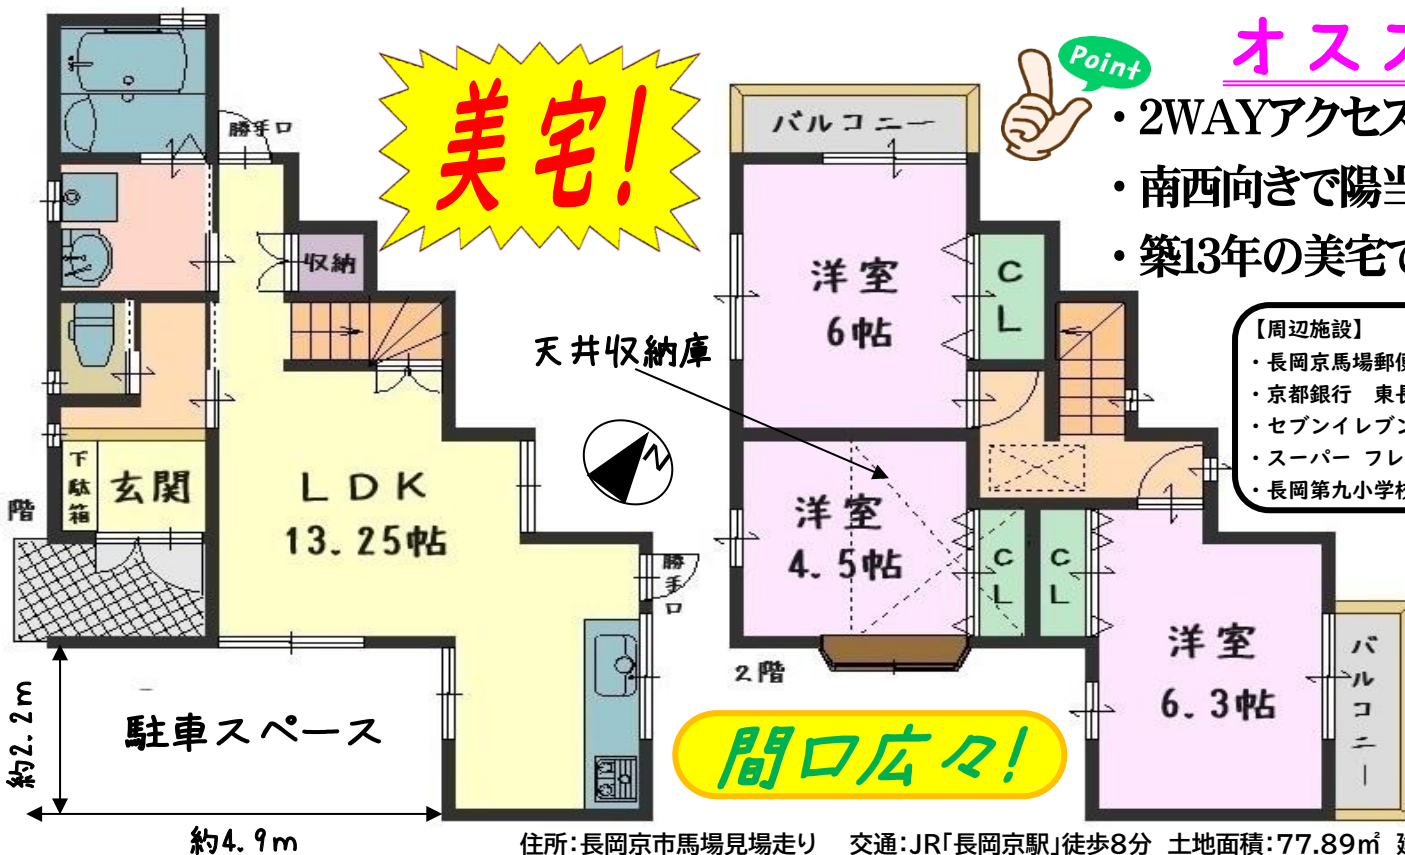 オスス
Point
・2WAYアクセス
・南西向きで陽当
・築13年の美宅で
美宅!
【周辺施設】
・長岡京馬場郵便
・京都銀行 東長
・セブンイレブン
・スーパー フレ
・長岡第九小学校
勝手口
収納
下駄箱
玄関
階
LDK
13.25帖
勝手口
駐車スペース
約2.2m
約4.9m
天井収納庫
N
バルコニー
洋室
6帖
CL
洋室
4.5帖
CL
CL
洋室
6.3帖
バルコニー
2階
間口広々!
住所:長岡京市馬場見場走り 交通:JR「長岡京駅」徒歩8分 土地面積:77.89㎡ 建